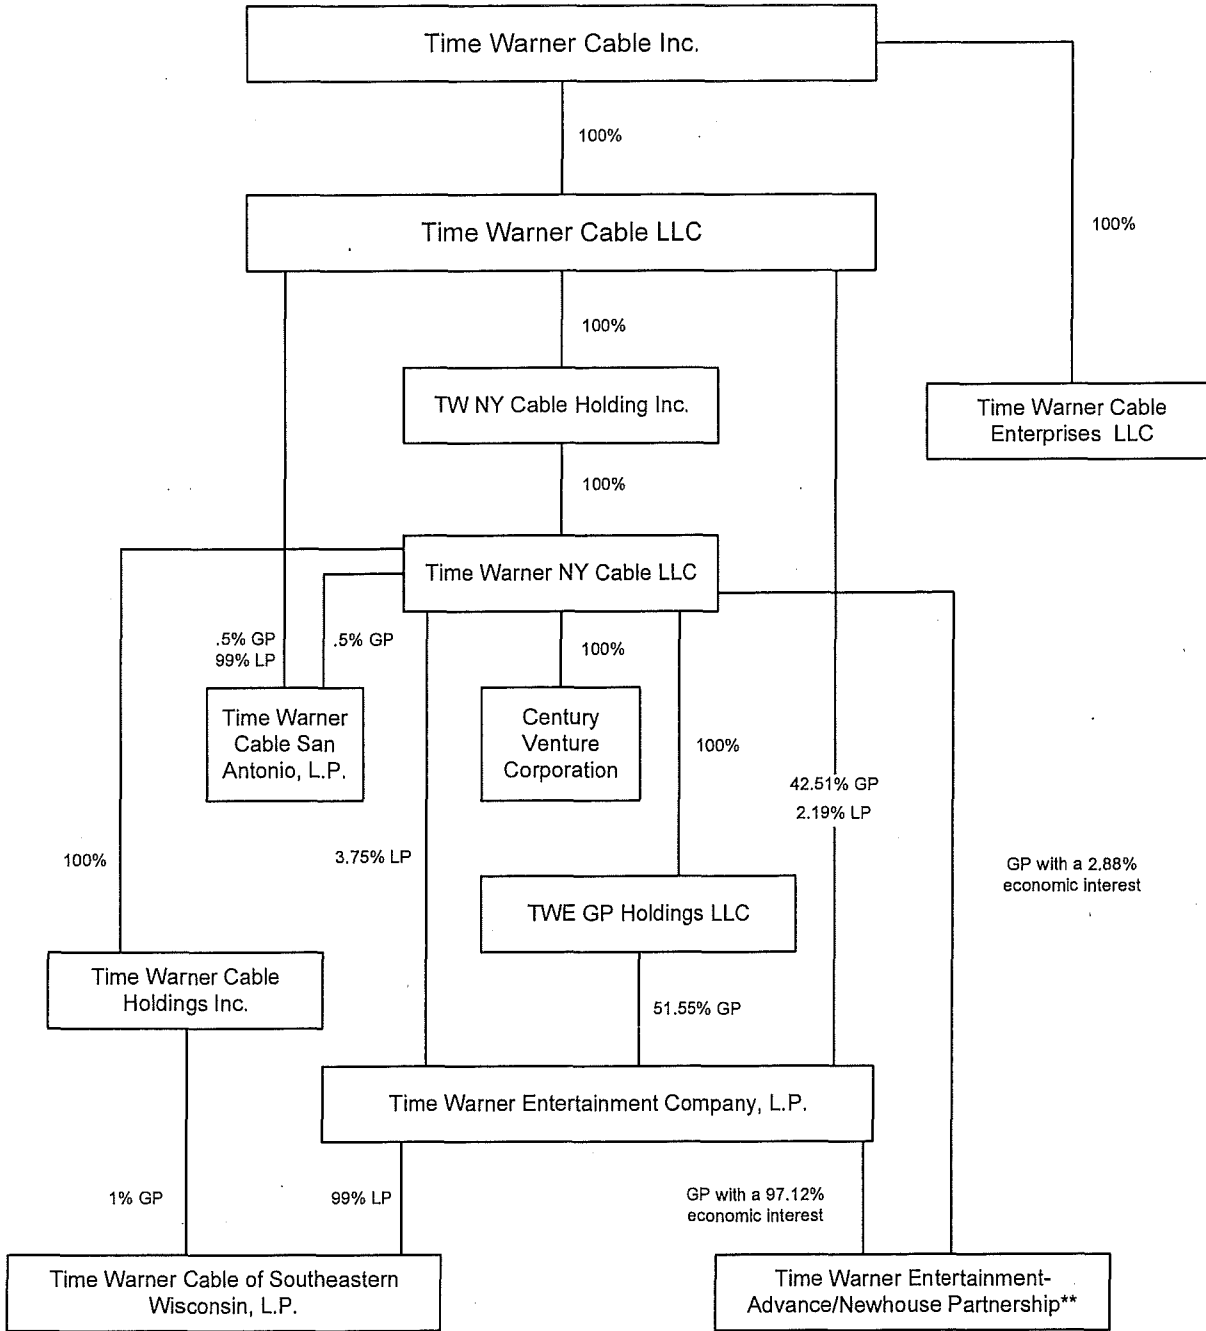 Time Warner Cable Inc.
100%
Time Warner Cable LLC
100%
100%
TW NY Cable Holding Inc.
Time Warner Cable
Enterprises LLC
100%
Time Warner NY Cable LLC
.5% GP
99% LP
.5% GP
100%
Time Warner
Cable San
Antonio, L.P.
Century
Venture
Corporation
100%
42.51% GP
2.19% LP
100%
3.75% LP
GP with a 2.88%
economic interest
TWE GP Holdings LLC
Time Warner Cable
Holdings Inc.
51.55% GP
Time Warner Entertainment Company, L.P.
1% GP
99% LP
GP with a 97.12%
economic interest
Time Warner Cable of Southeastern
Wisconsin, L.P.
Time Warner Entertainment-
Advance/Newhouse Partnership**